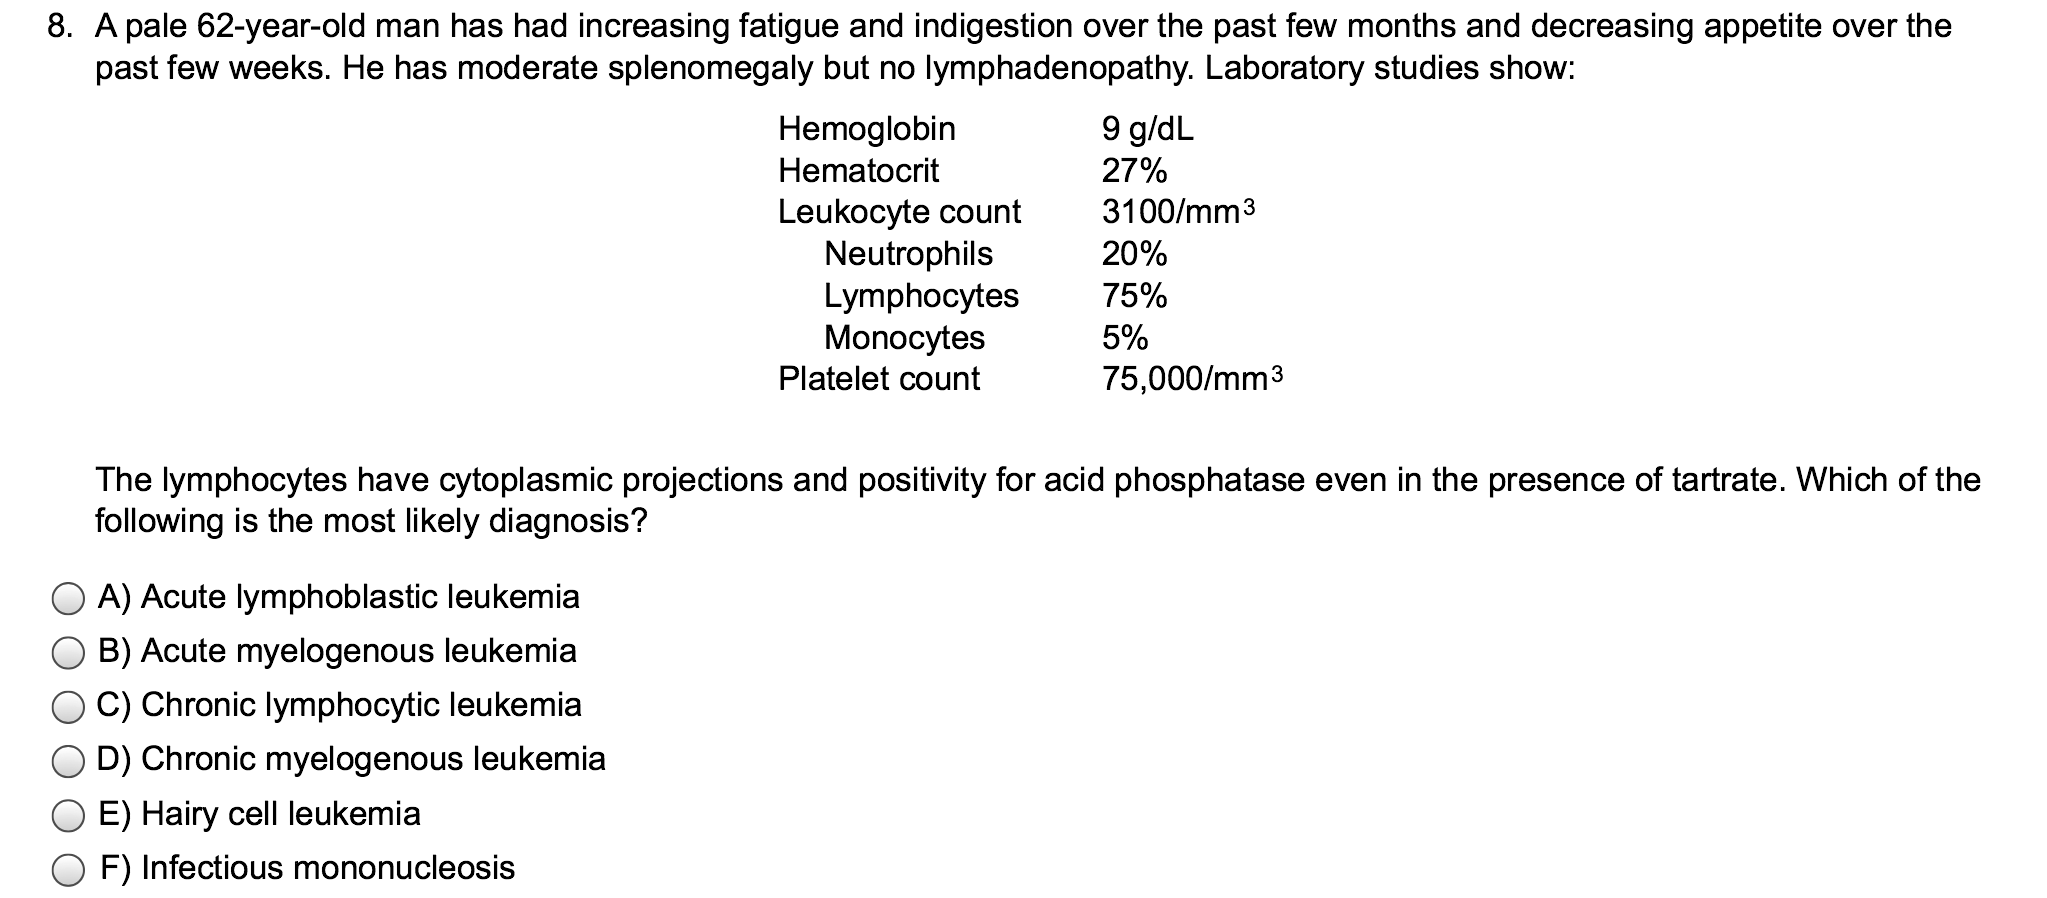 8. A pale 62-year-old man has had increasing fatigue and indigestion over the past few months and decreasing appetite over the
past few weeks. He has moderate splenomegaly but no lymphadenopathy. Laboratory studies show:
Hemoglobin 9 g/dL
Hematocrit 27%
Leukocyte count 3100/mm³
Neutrophils 20%
Lymphocytes 75%
Monocytes 5%
Platelet count 75,000/mm³
The lymphocytes have cytoplasmic projections and positivity for acid phosphatase even in the presence of tartrate. Which of the
following is the most likely diagnosis?
A) Acute lymphoblastic leukemia
B) Acute myelogenous leukemia
C) Chronic lymphocytic leukemia
D) Chronic myelogenous leukemia
E) Hairy cell leukemia
F) Infectious mononucleosis